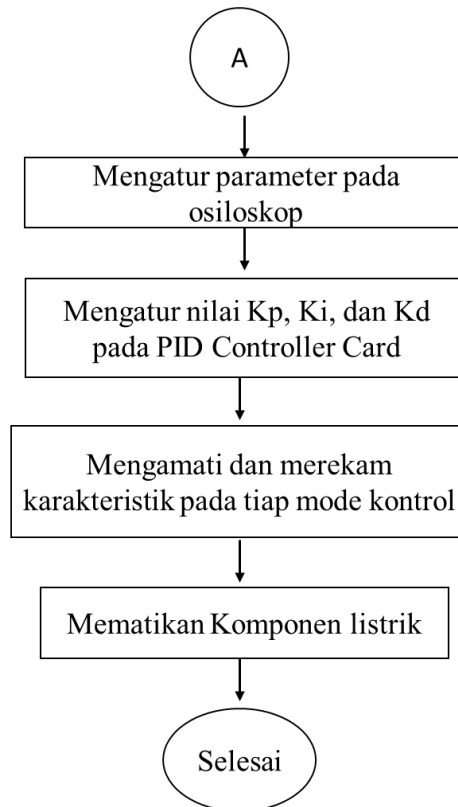 A
Mengatur parameter pada
osiloskop
Mengatur nilai Kp, Ki, dan Kd
pada PID Controller Card
Mengamati dan merekam
karakteristik pada tiap mode kontrol
Mematikan Komponen listrik
Selesai